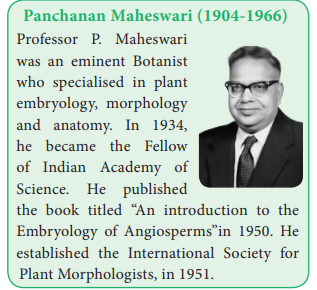 Panchanan Maheswari (1904-1966)
Professor P. Maheswari
was an eminent Botanist
who specialised in plant
embryology, morphology
and anatomy. In 1934,
he became the Fellow
of Indian Academy of
Science. He published
the book titled “An introduction to the
Embryology of Angiosperms”in 1950. He
established the International Society for
Plant Morphologists, in 1951.